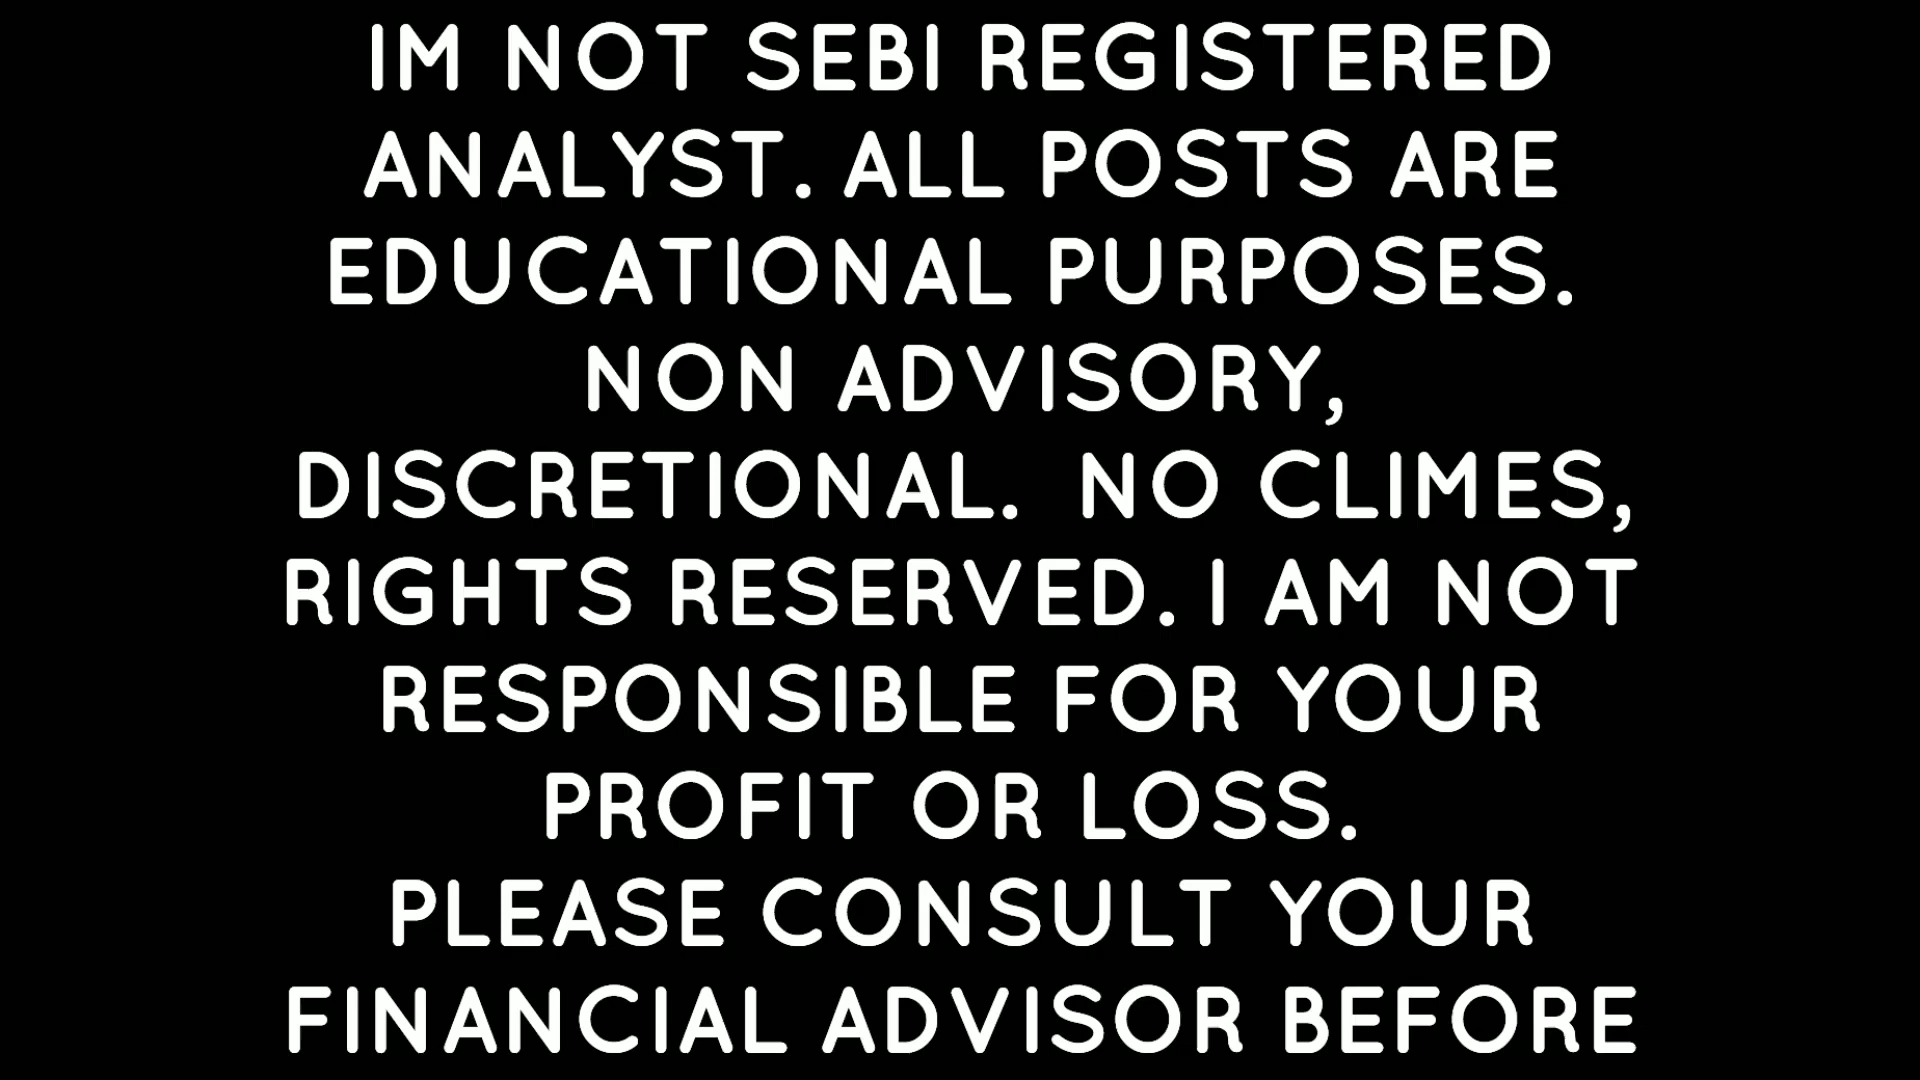 IM NOT SEBI REGISTERED
ANALYST. ALL POSTS ARE
EDUCATIONAL PURPOSES.
NON ADVISORY,
DISCRETIONAL. NO CLIMES,
RIGHTS RESERVED. I AM NOT
RESPONSIBLE FOR YOUR
PROFIT OR LOSS.
PLEASE CONSULT YOUR
FINANCIAL ADVISOR BEFORE